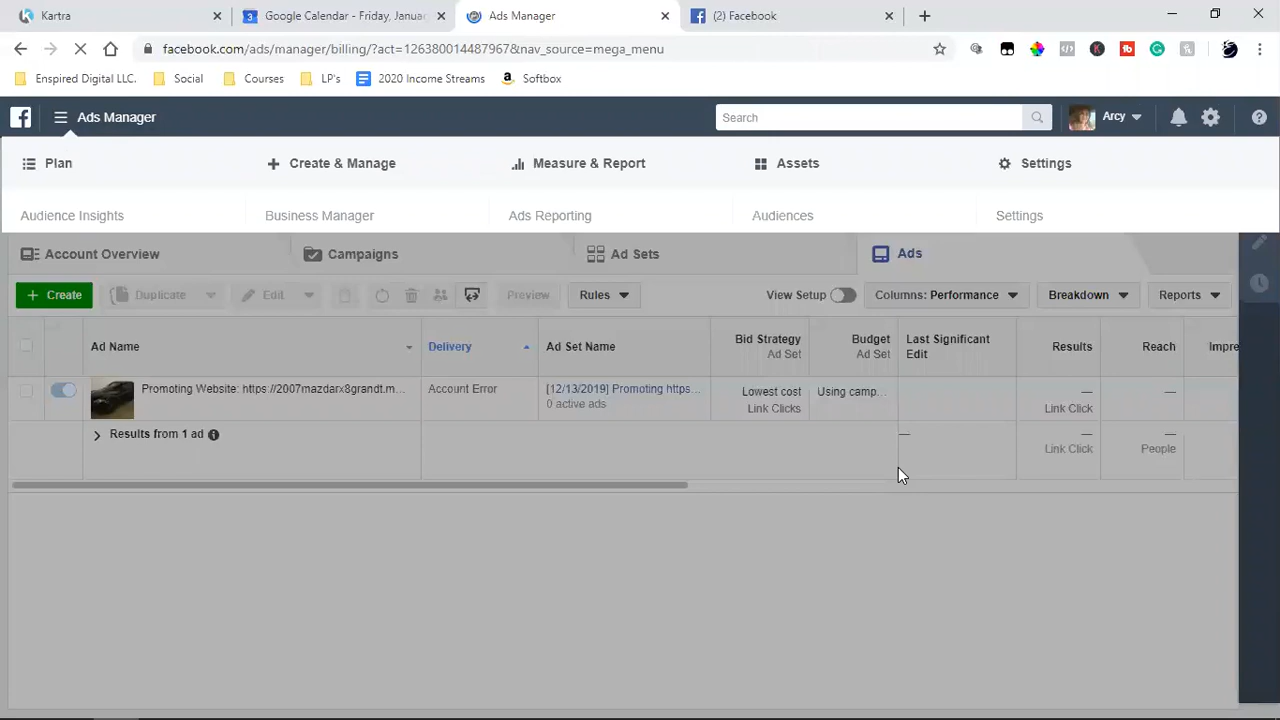 Kartra
Google Calendar - Friday, Januar
Ads Manager
(2) Facebook
facebook.com/ads/manager/billing/?act=126380014487967&nav_source=mega_menu
Enspired Digital LLC.
Social
Courses
LP's
2020 Income Streams
Softbox
Ads Manager
Search
Arcy
Plan
Create & Manage
Measure & Report
Assets
Settings
Audience Insights
Business Manager
Ads Reporting
Audiences
Settings
Account Overview
Campaigns
Ad Sets
Ads
Create
Duplicate
Edit
Preview
Rules
View Setup
Columns: Performance
Breakdown
Reports
Ad Name
Delivery
Ad Set Name
Bid Strategy
Ad Set
Budget
Ad Set
Last Significant
Edit
Results
Reach
Impre
Promoting Website: https://2007mazdarx8grandt.m...
Account Error
[12/13/2019] Promoting https...
0 active ads
Lowest cost
Link Clicks
Using camp...
—
Link Click
—
Results from 1 ad
—
—
Link Click
—
People